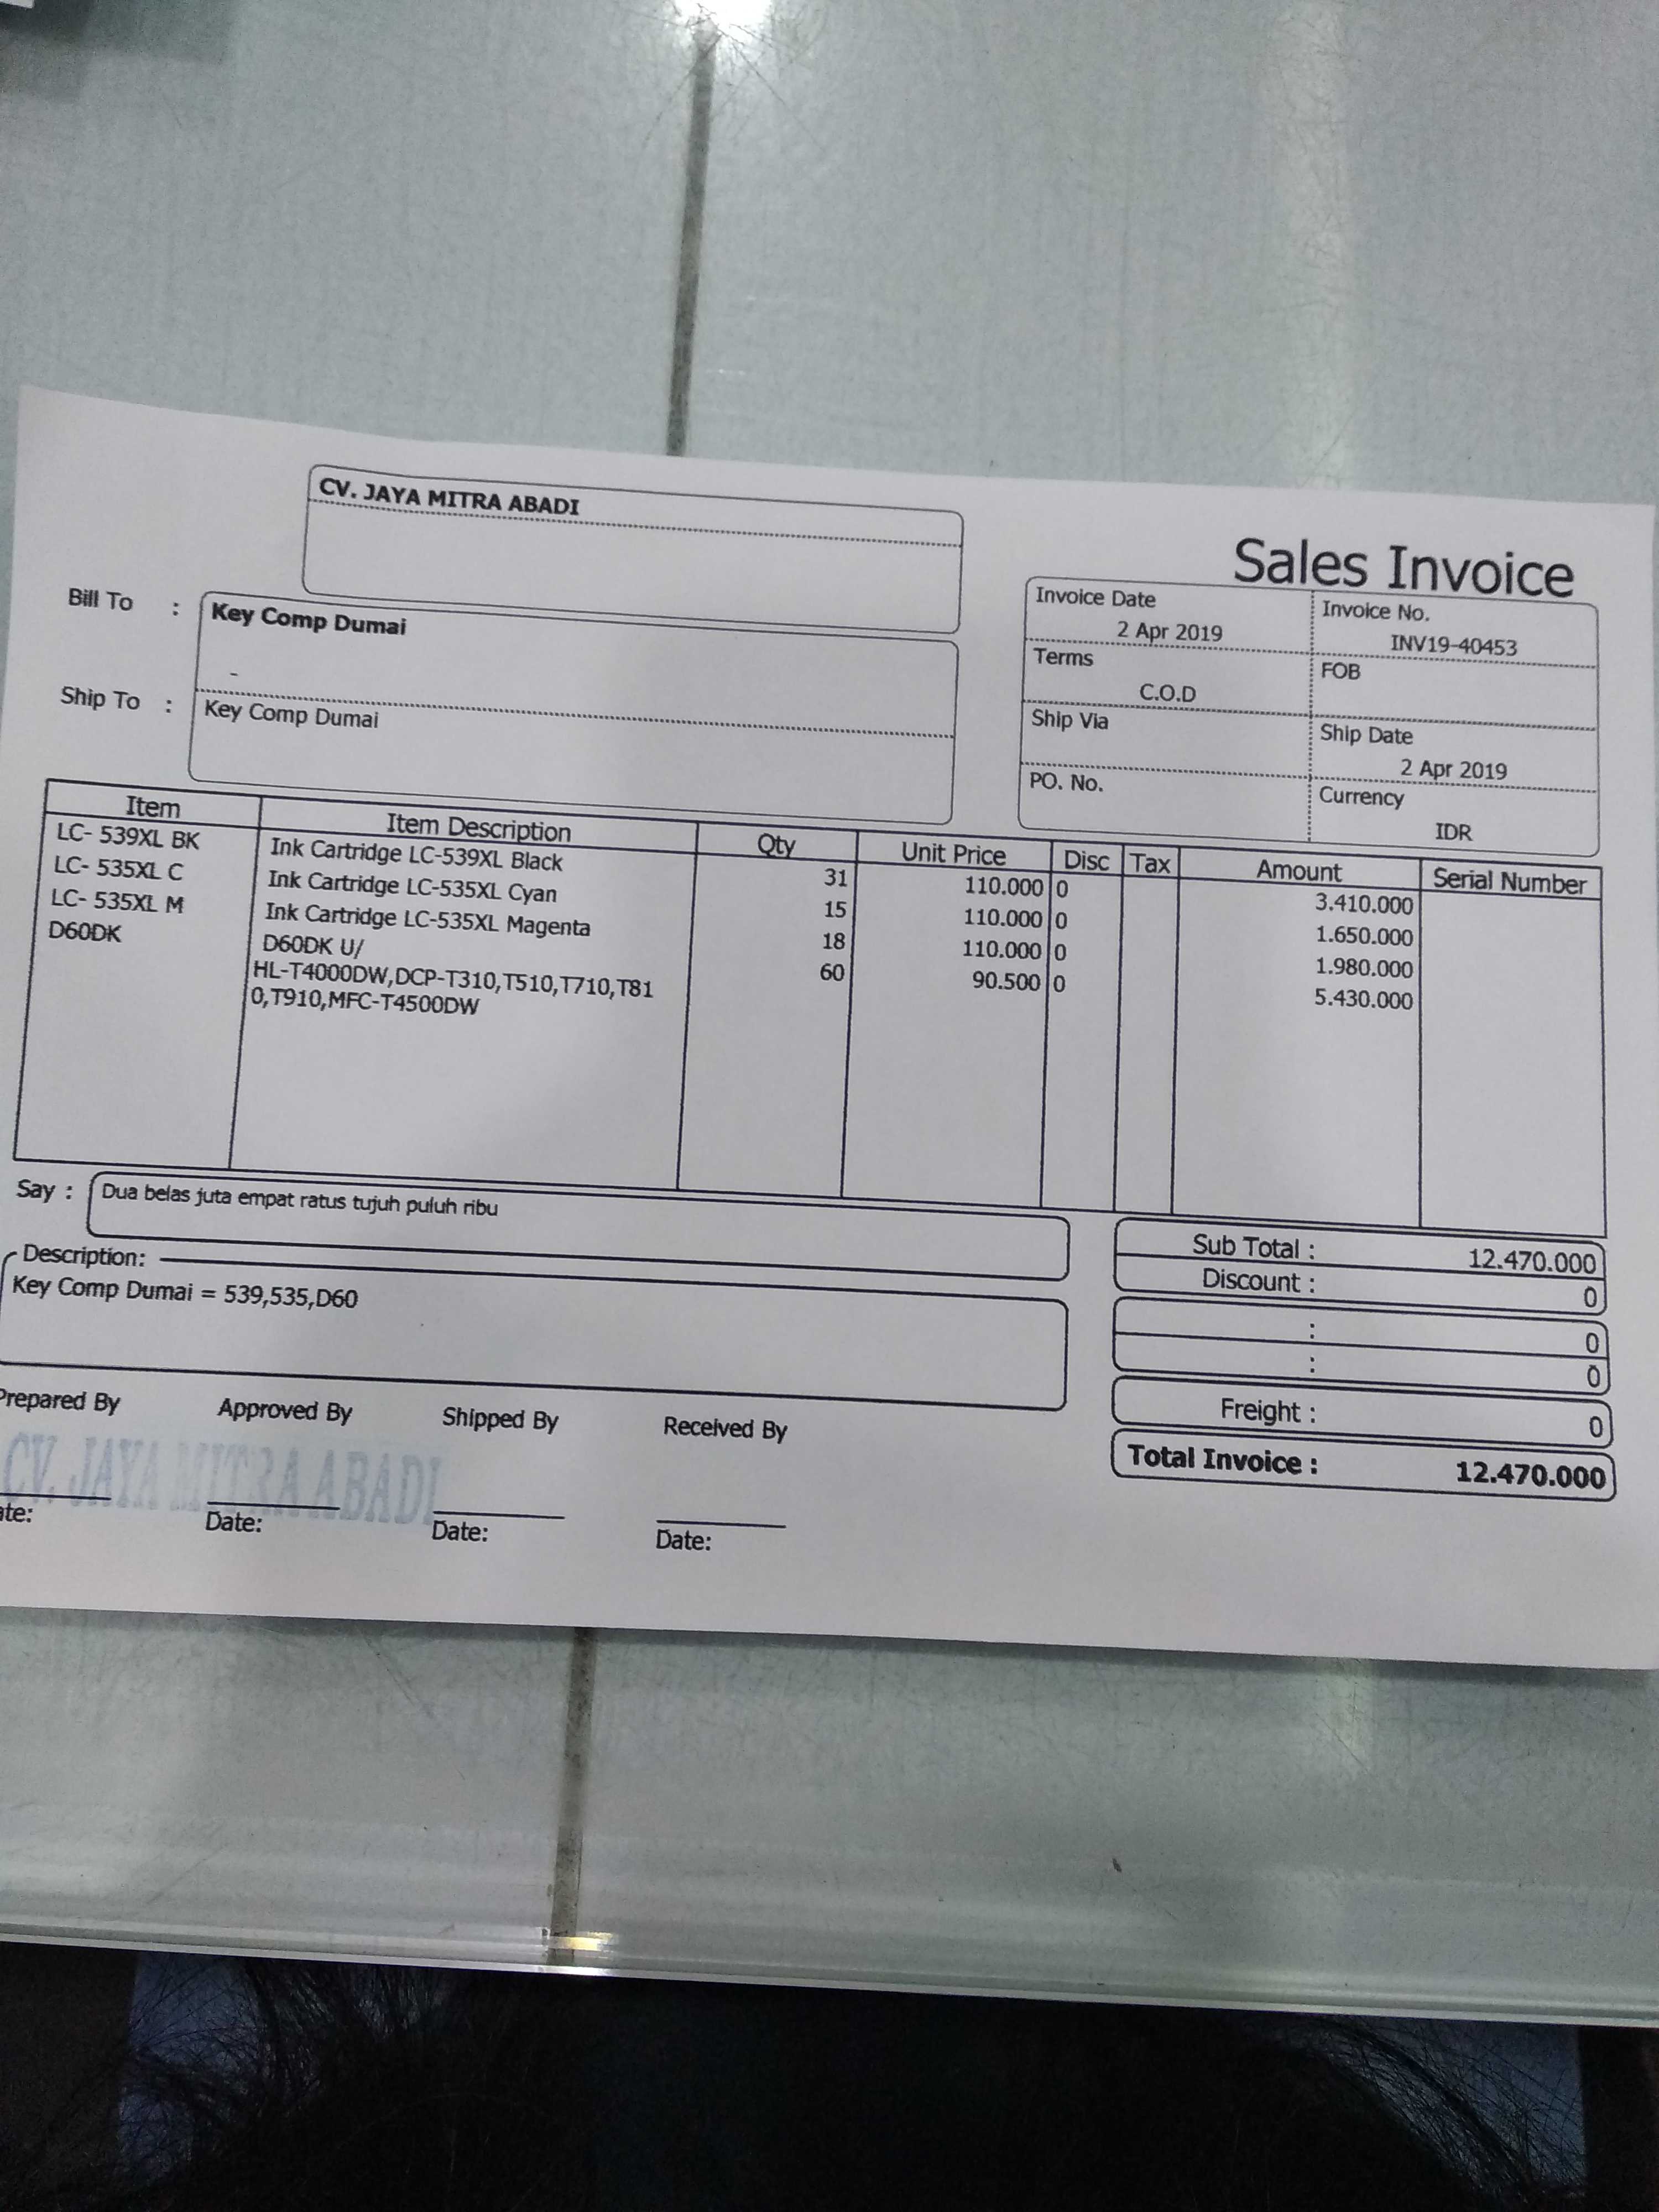 CV. JAYA MITRA ABADI
Sales Invoice
Bill To :
Key Comp Dumai
-
Ship To :
Key Comp Dumai
Invoice Date
2 Apr 2019
Invoice No.
INV19-40453
Terms
C.O.D
FOB
Ship Via
Ship Date
2 Apr 2019
PO. No.
Currency
IDR
Item Item Description Qty Unit Price Disc Tax Amount Serial Number
LC- 539XL BK Ink Cartridge LC-539XL Black 31 110.000 0 3.410.000
LC- 535XL C Ink Cartridge LC-535XL Cyan 15 110.000 0 1.650.000
LC- 535XL M Ink Cartridge LC-535XL Magenta 18 110.000 0 1.980.000
D60DK D60DK U/ 60 90.500 0 5.430.000
HL-T4000DW,DCP-T310,T510,T710,T81
0,T910,MFC-T4500DW
Say : Dua belas juta empat ratus tujuh puluh ribu
Description:
Key Comp Dumai = 539,535,D60
Sub Total : 12.470.000
Discount : 0
: 0
: 0
Freight : 0
Total Invoice : 12.470.000
Prepared By Approved By Shipped By Received By
CV. JAYA MITRA ABADI
ate: Date: Date: Date: